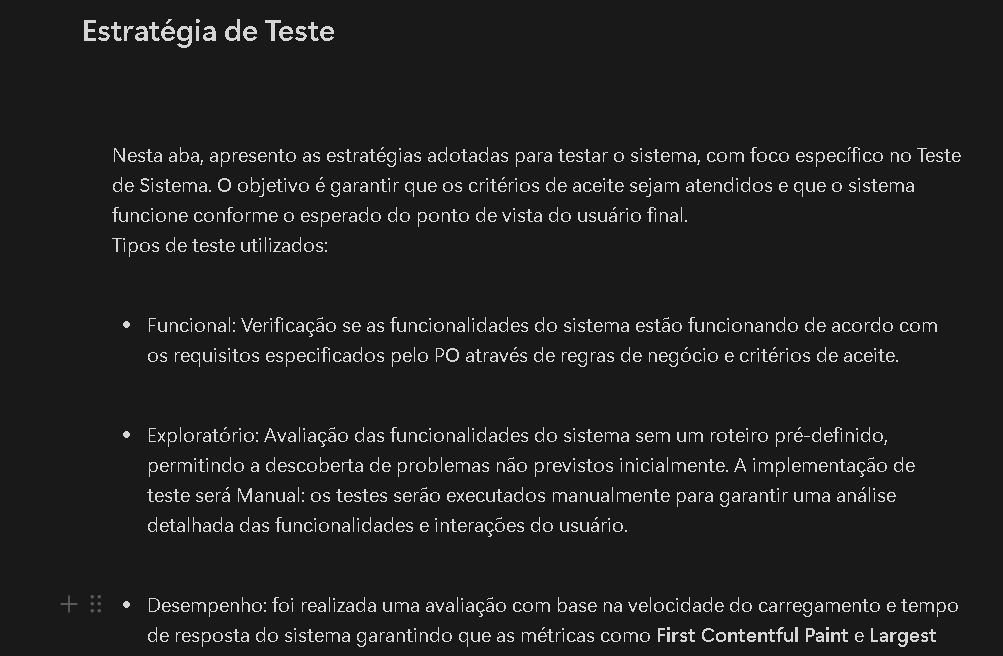 Estratégia de Teste
Nesta aba, apresento as estratégias adotadas para testar o sistema, com foco específico no Teste
de Sistema. O objetivo é garantir que os critérios de aceite sejam atendidos e que o sistema
funcione conforme o esperado do ponto de vista do usuário final.
Tipos de teste utilizados:
• Funcional: Verificação se as funcionalidades do sistema estão funcionando de acordo com
os requisitos especificados pelo PO através de regras de negócio e critérios de aceite.
• Exploratório: Avaliação das funcionalidades do sistema sem um roteiro pré-definido,
permitindo a descoberta de problemas não previstos inicialmente. A implementação de
teste será Manual: os testes serão executados manualmente para garantir uma análise
detalhada das funcionalidades e interações do usuário.
• Desempenho: foi realizada uma avaliação com base na velocidade do carregamento e tempo
de resposta do sistema garantindo que as métricas como First Contentful Paint e Largest